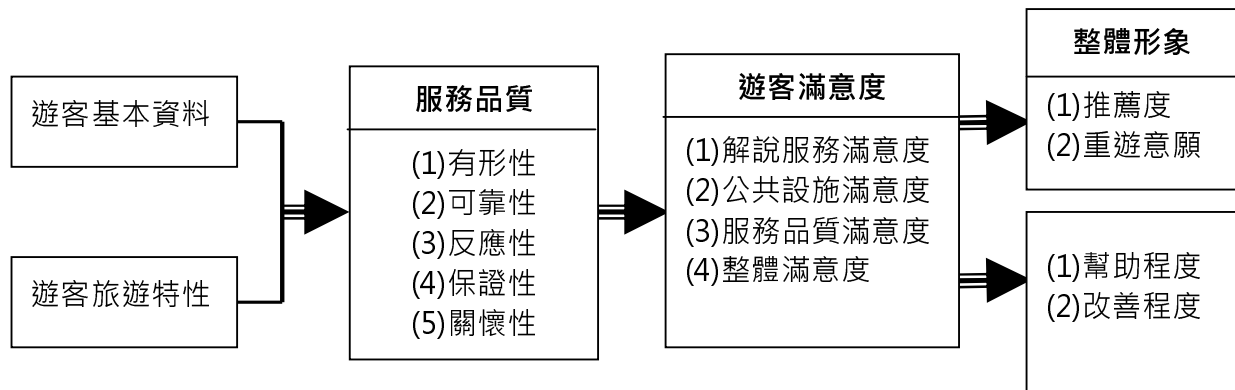 遊客基本資料
遊客旅遊特性
服務品質
(1)有形性
(2)可靠性
(3)反應性
(4)保證性
(5)關懷性
遊客滿意度
(1)解說服務滿意度
(2)公共設施滿意度
(3)服務品質滿意度
(4)整體滿意度
整體形象
(1)推薦度
(2)重遊意願
(1)幫助程度
(2)改善程度